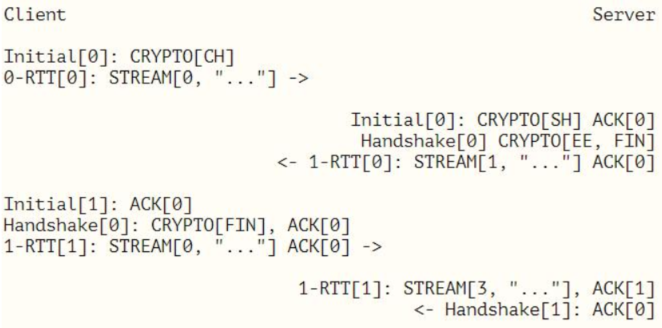 Client Server
Initial[0]: CRYPTO[CH]
0-RTT[0]: STREAM[0, "..."] ->
Initial[0]: CRYPTO[SH] ACK[0]
Handshake[0] CRYPTO[EE, FIN]
<- 1-RTT[0]: STREAM[1, "..."] ACK[0]
Initial[1]: ACK[0]
Handshake[0]: CRYPTO[FIN], ACK[0]
1-RTT[1]: STREAM[0, "..."] ACK[0] ->
1-RTT[1]: STREAM[3, "..."], ACK[1]
<- Handshake[1]: ACK[0]